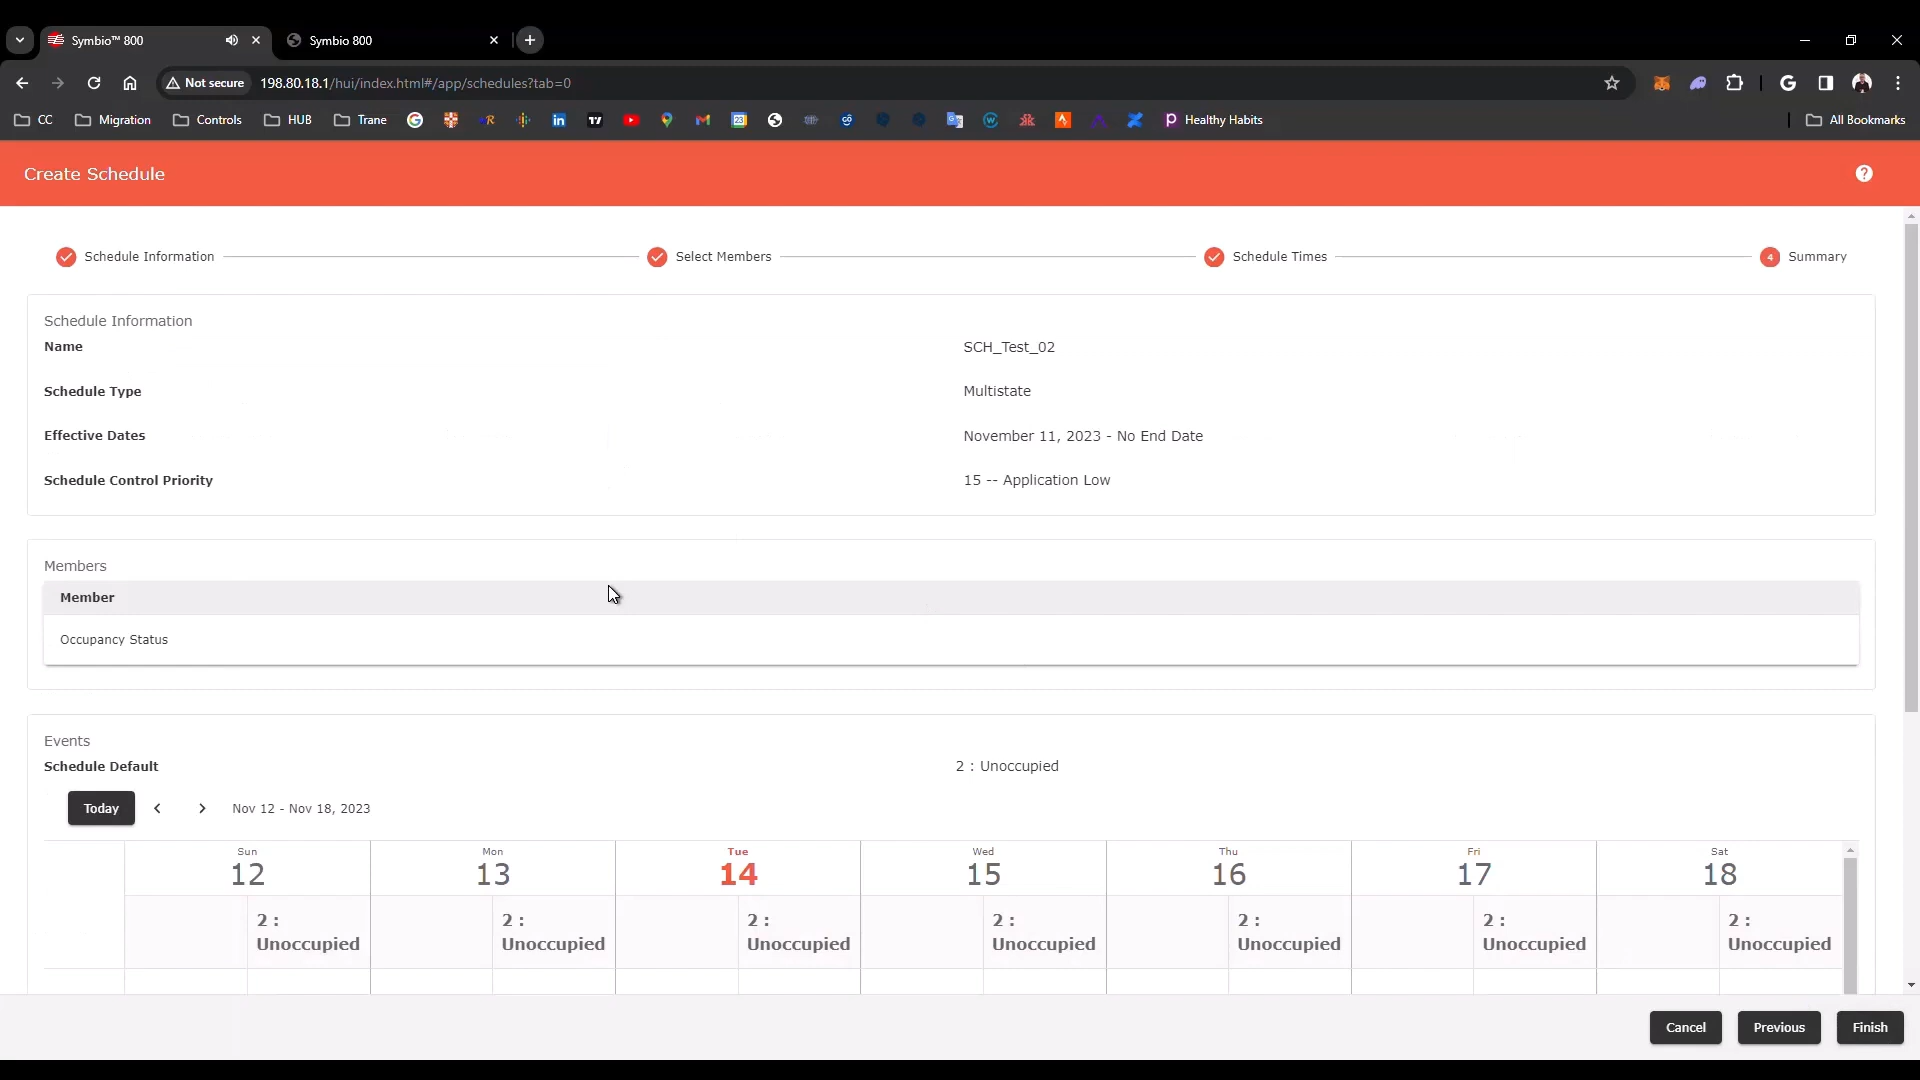 Symbio™ 800
Symbio 800
Not secure
198.80.18.1/hui/index.html#/app/schedules?tab=0
CC
Migration
Controls
HUB
Trane
Healthy Habits
All Bookmarks
Create Schedule
Schedule Information
Select Members
Schedule Times
4
Summary
Schedule Information
Name
SCH_Test_02
Schedule Type
Multistate
Effective Dates
November 11, 2023 - No End Date
Schedule Control Priority
15 -- Application Low
Members
Member
Occupancy Status
Events
Schedule Default
2 : Unoccupied
Today
Nov 12 - Nov 18, 2023
Sun
12
Mon
13
Tue
14
Wed
15
Thu
16
Fri
17
Sat
18
2 :
Unoccupied
2 :
Unoccupied
2 :
Unoccupied
2 :
Unoccupied
2 :
Unoccupied
2 :
Unoccupied
2 :
Unoccupied
Cancel
Previous
Finish